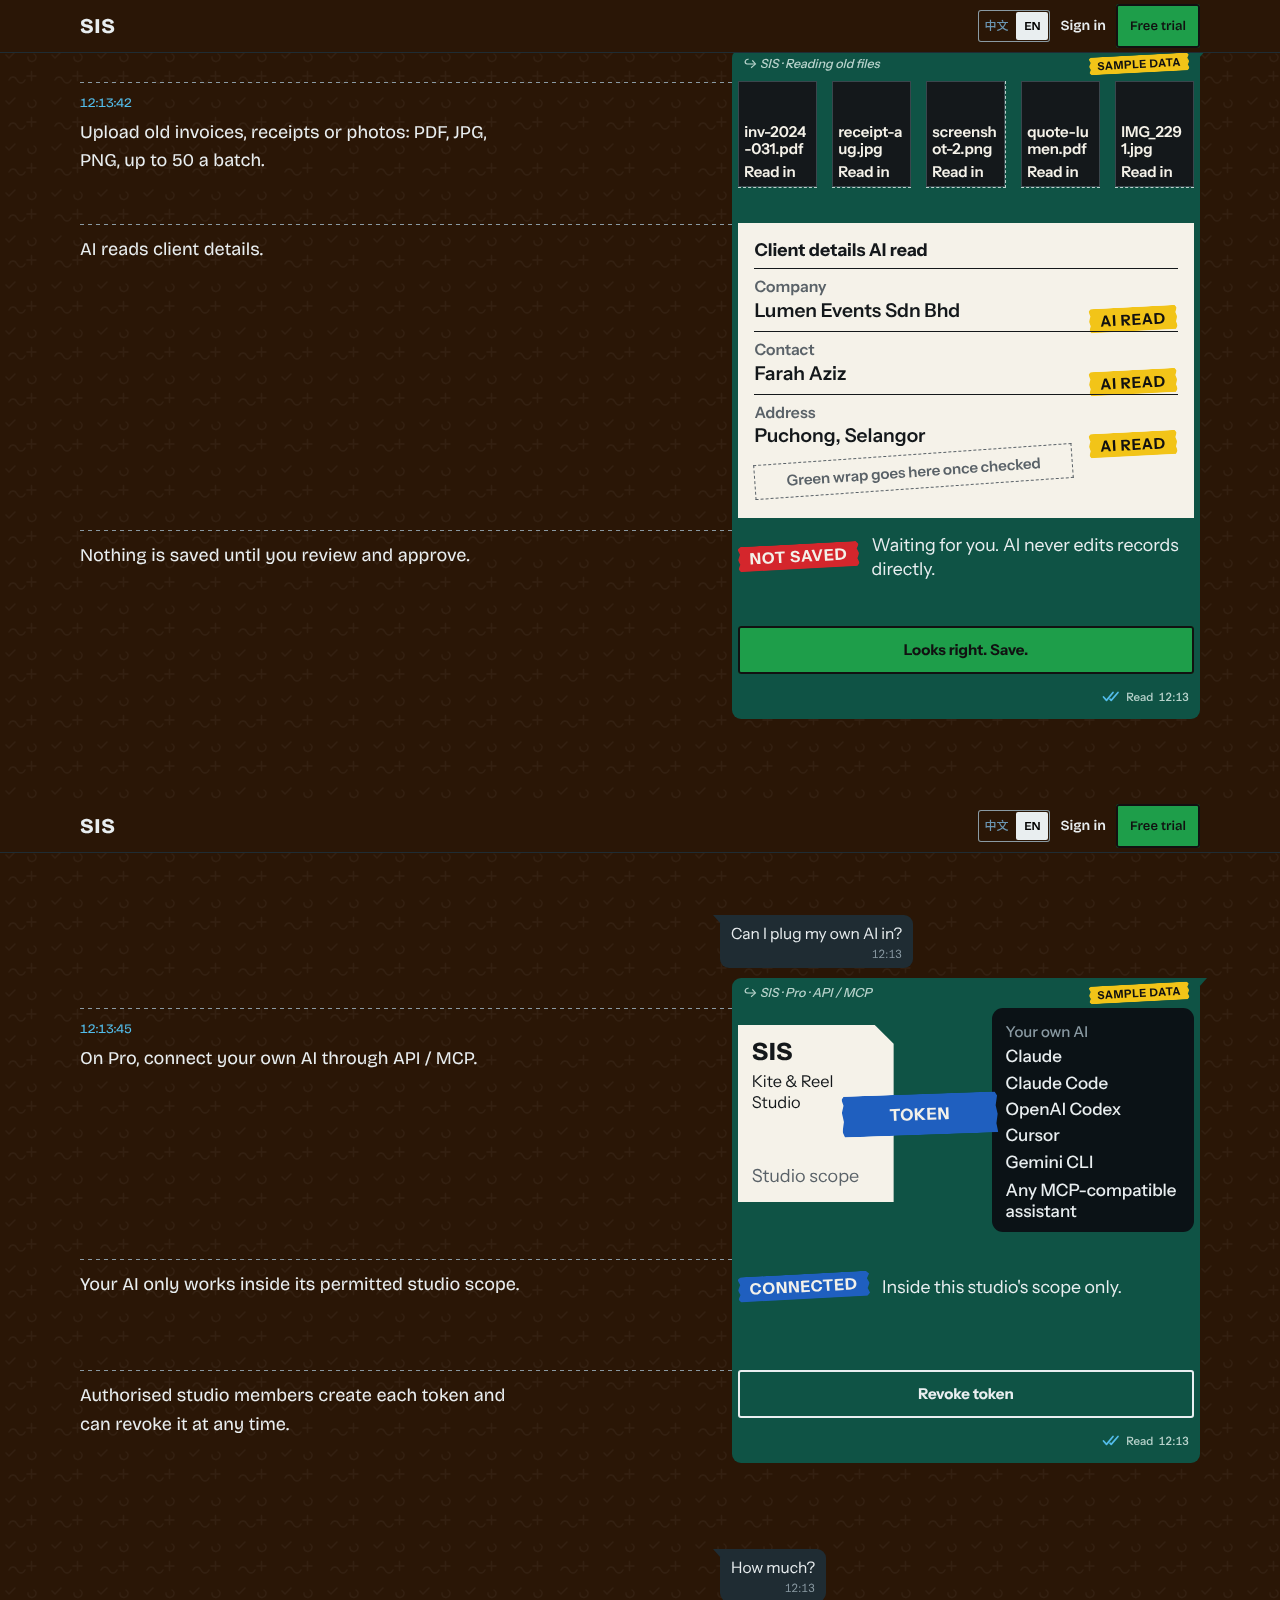 SIS
中文 EN Sign in Free trial
↪ SIS · Reading old files
SAMPLE DATA
12:13:42
Upload old invoices, receipts or photos: PDF, JPG,
PNG, up to 50 a batch.
inv-2024
-031.pdf
Read in
receipt-a
ug.jpg
Read in
screensh
ot-2.png
Read in
quote-lu
men.pdf
Read in
IMG_229
1.jpg
Read in
AI reads client details.
Client details AI read
Company
Lumen Events Sdn Bhd
AI READ
Contact
Farah Aziz
AI READ
Address
Puchong, Selangor
AI READ
Green wrap goes here once checked
Nothing is saved until you review and approve.
NOT SAVED
Waiting for you. AI never edits records
directly.
Looks right. Save.
Read 12:13
SIS
中文 EN Sign in Free trial
Can I plug my own AI in?
12:13
↪ SIS · Pro · API / MCP
SAMPLE DATA
12:13:45
On Pro, connect your own AI through API / MCP.
SIS
Kite & Reel
Studio
Studio scope
TOKEN
Your own AI
Claude
Claude Code
OpenAI Codex
Cursor
Gemini CLI
Any MCP-compatible
assistant
Your AI only works inside its permitted studio scope.
CONNECTED
Inside this studio's scope only.
Authorised studio members create each token and
can revoke it at any time.
Revoke token
Read 12:13
How much?
12:13